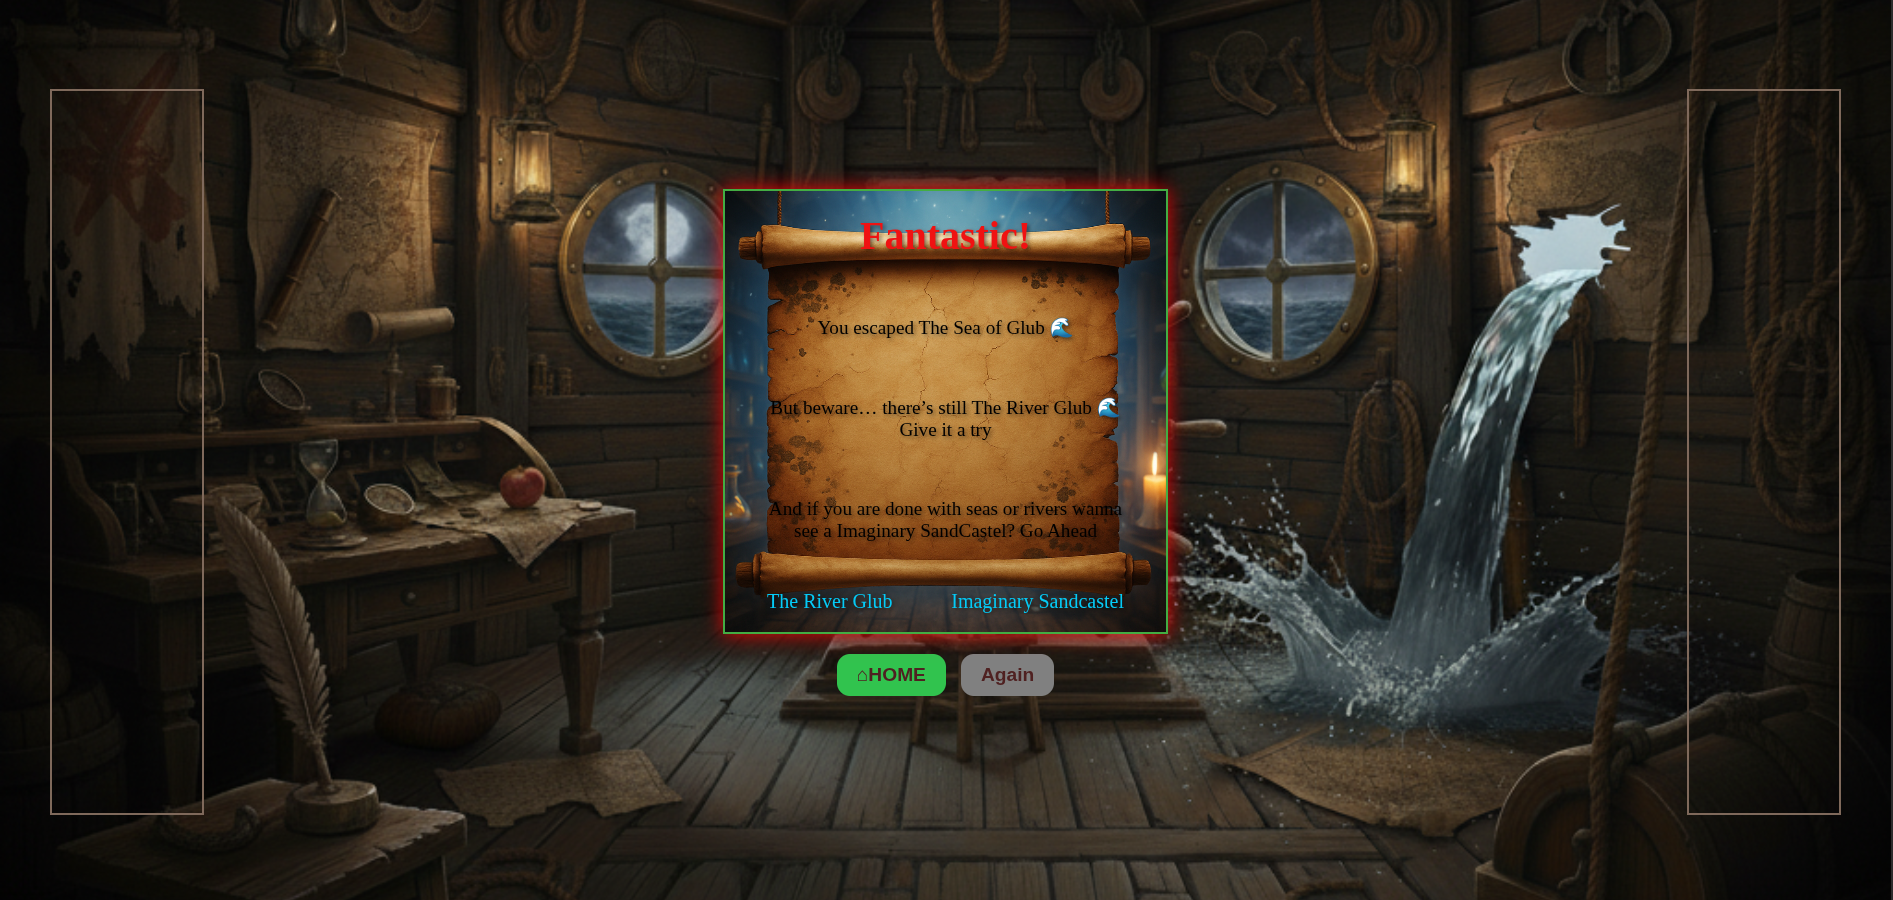 Fantastic!
You escaped The Sea of Glub 🌊
But beware… there’s still The River Glub 🌊
Give it a try
And if you are done with seas or rivers wanna
see a Imaginary SandCastel? Go Ahead
The River Glub Imaginary Sandcastel
⌂HOME Again